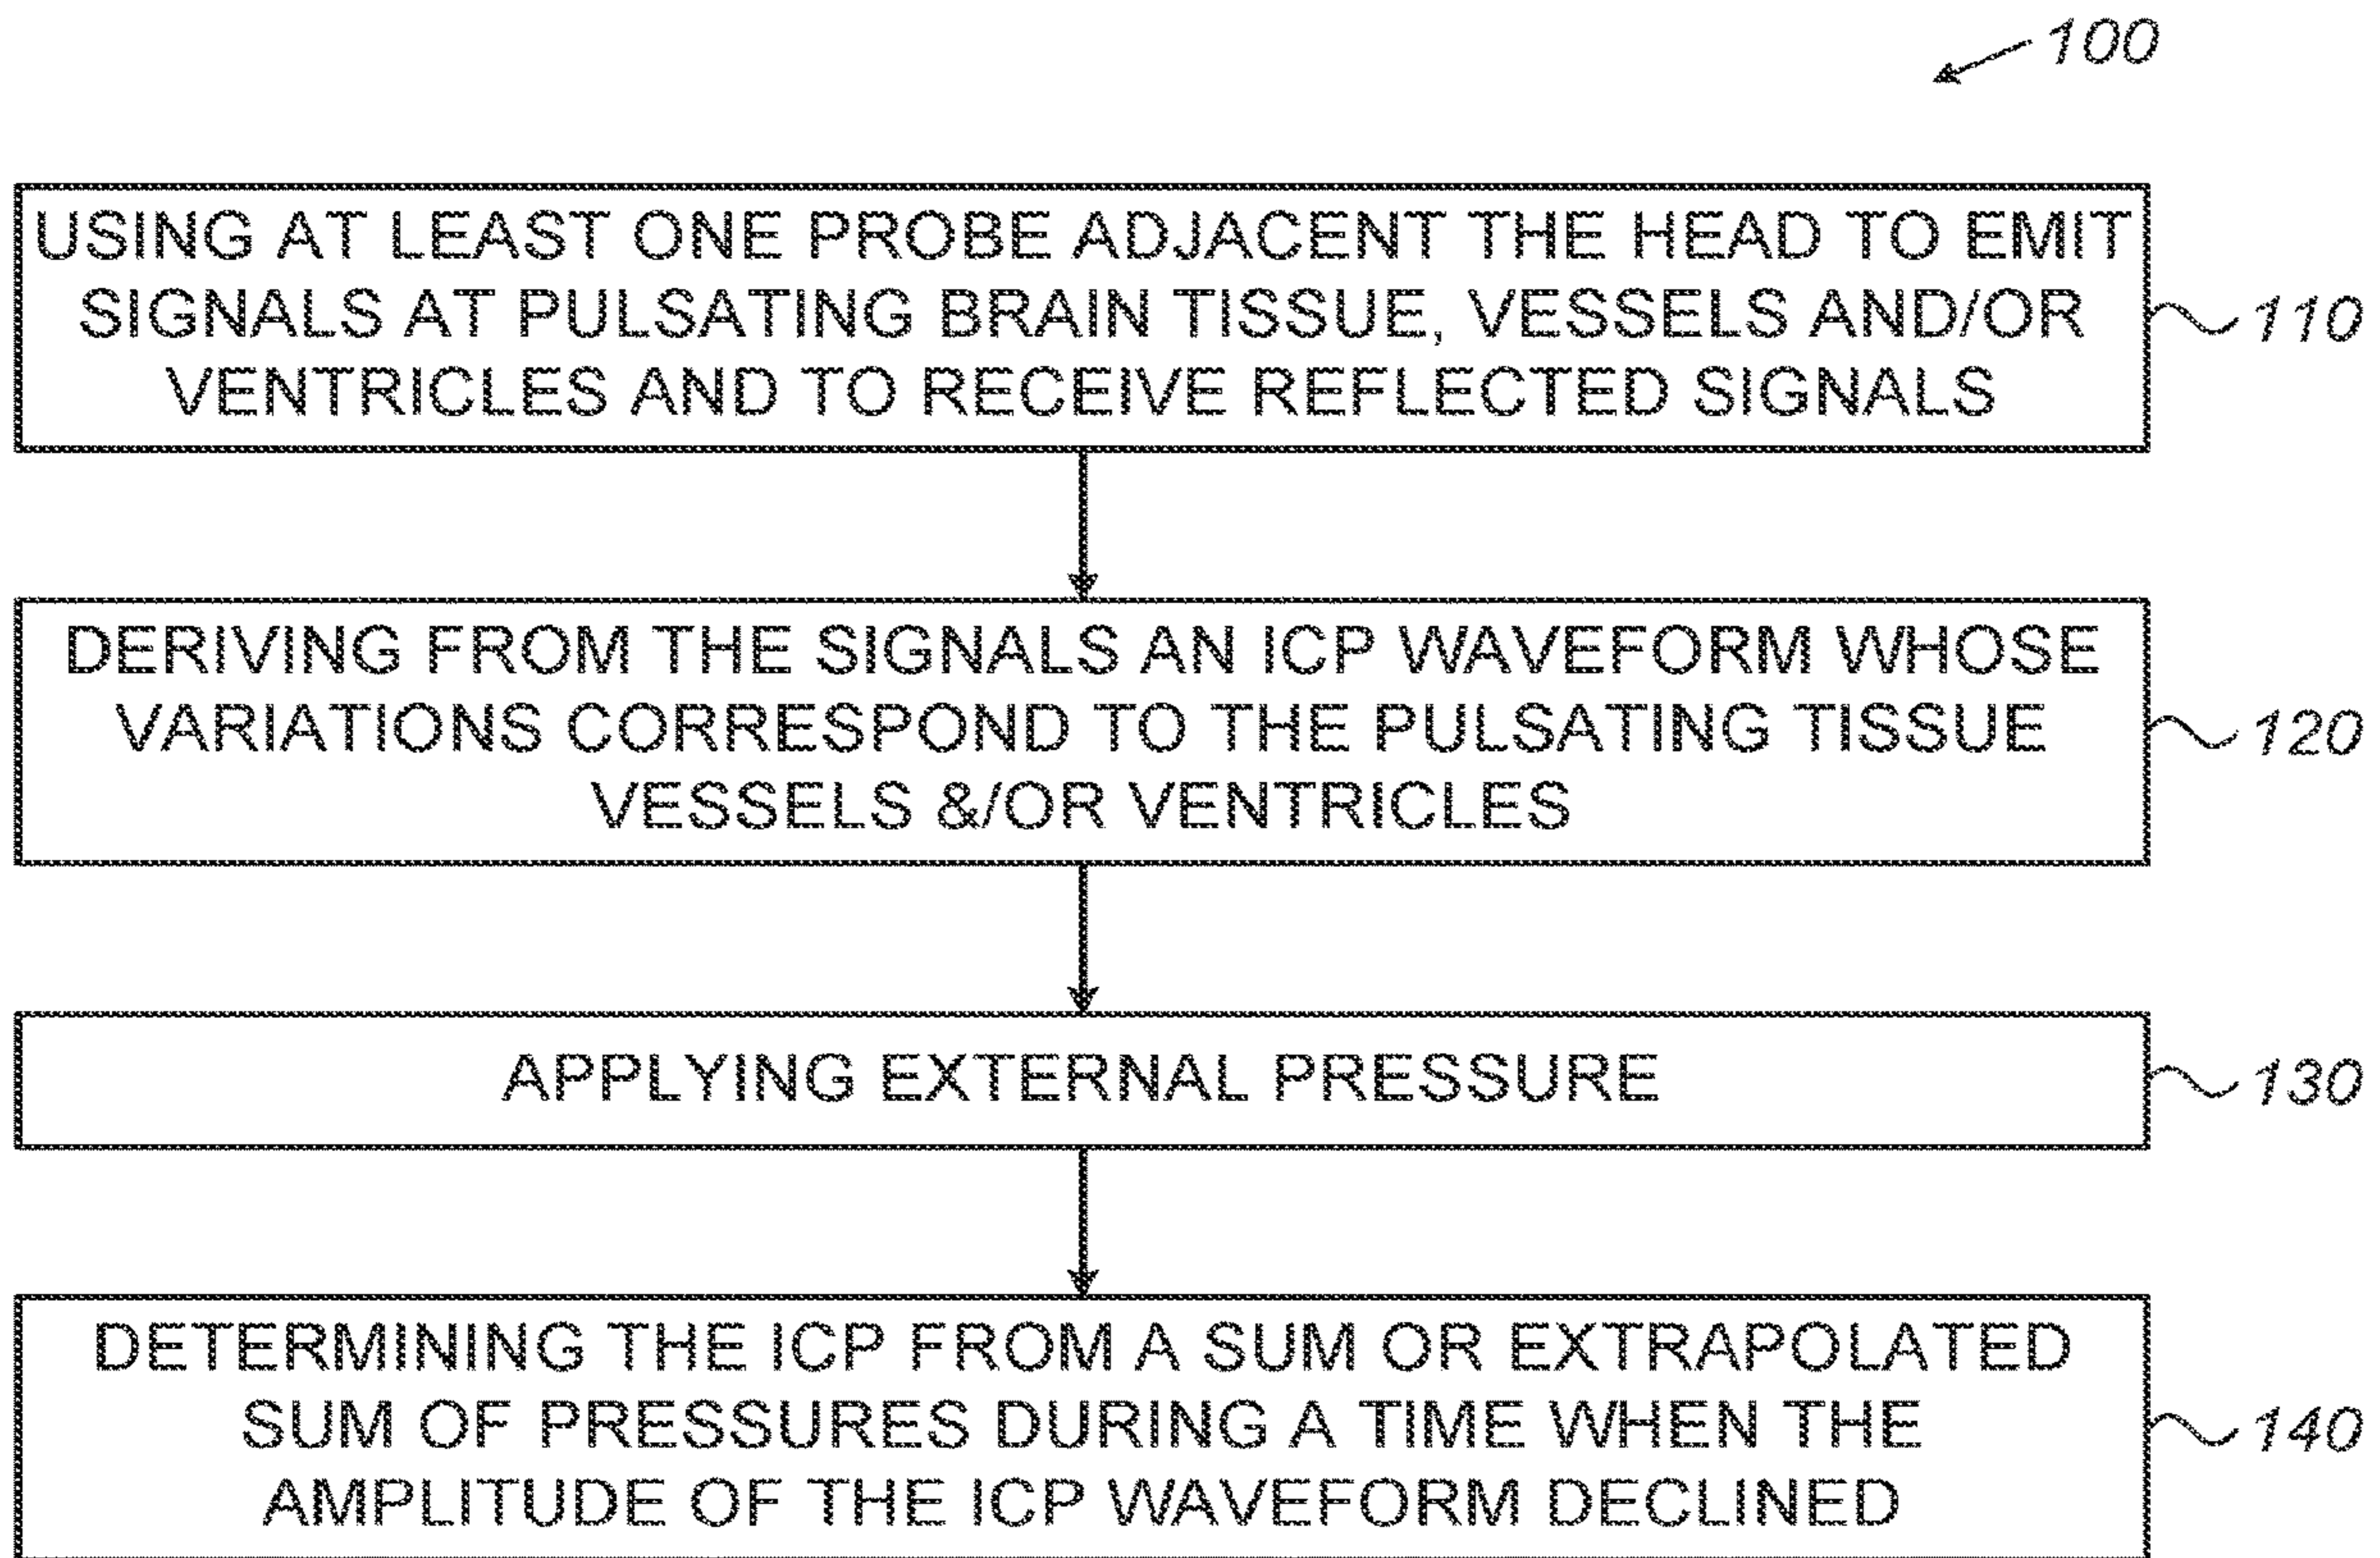 100
USING AT LEAST ONE PROBE ADJACENT THE HEAD TO EMIT
SIGNALS AT PULSATING BRAIN TISSUE, VESSELS AND/OR
VENTRICLES AND TO RECEIVE REFLECTED SIGNALS
110
DERIVING FROM THE SIGNALS AN ICP WAVEFORM WHOSE
VARIATIONS CORRESPOND TO THE PULSATING TISSUE
VESSELS &/OR VENTRICLES
120
APPLYING EXTERNAL PRESSURE
130
DETERMINING THE ICP FROM A SUM OR EXTRAPOLATED
SUM OF PRESSURES DURING A TIME WHEN THE
AMPLITUDE OF THE ICP WAVEFORM DECLINED
140